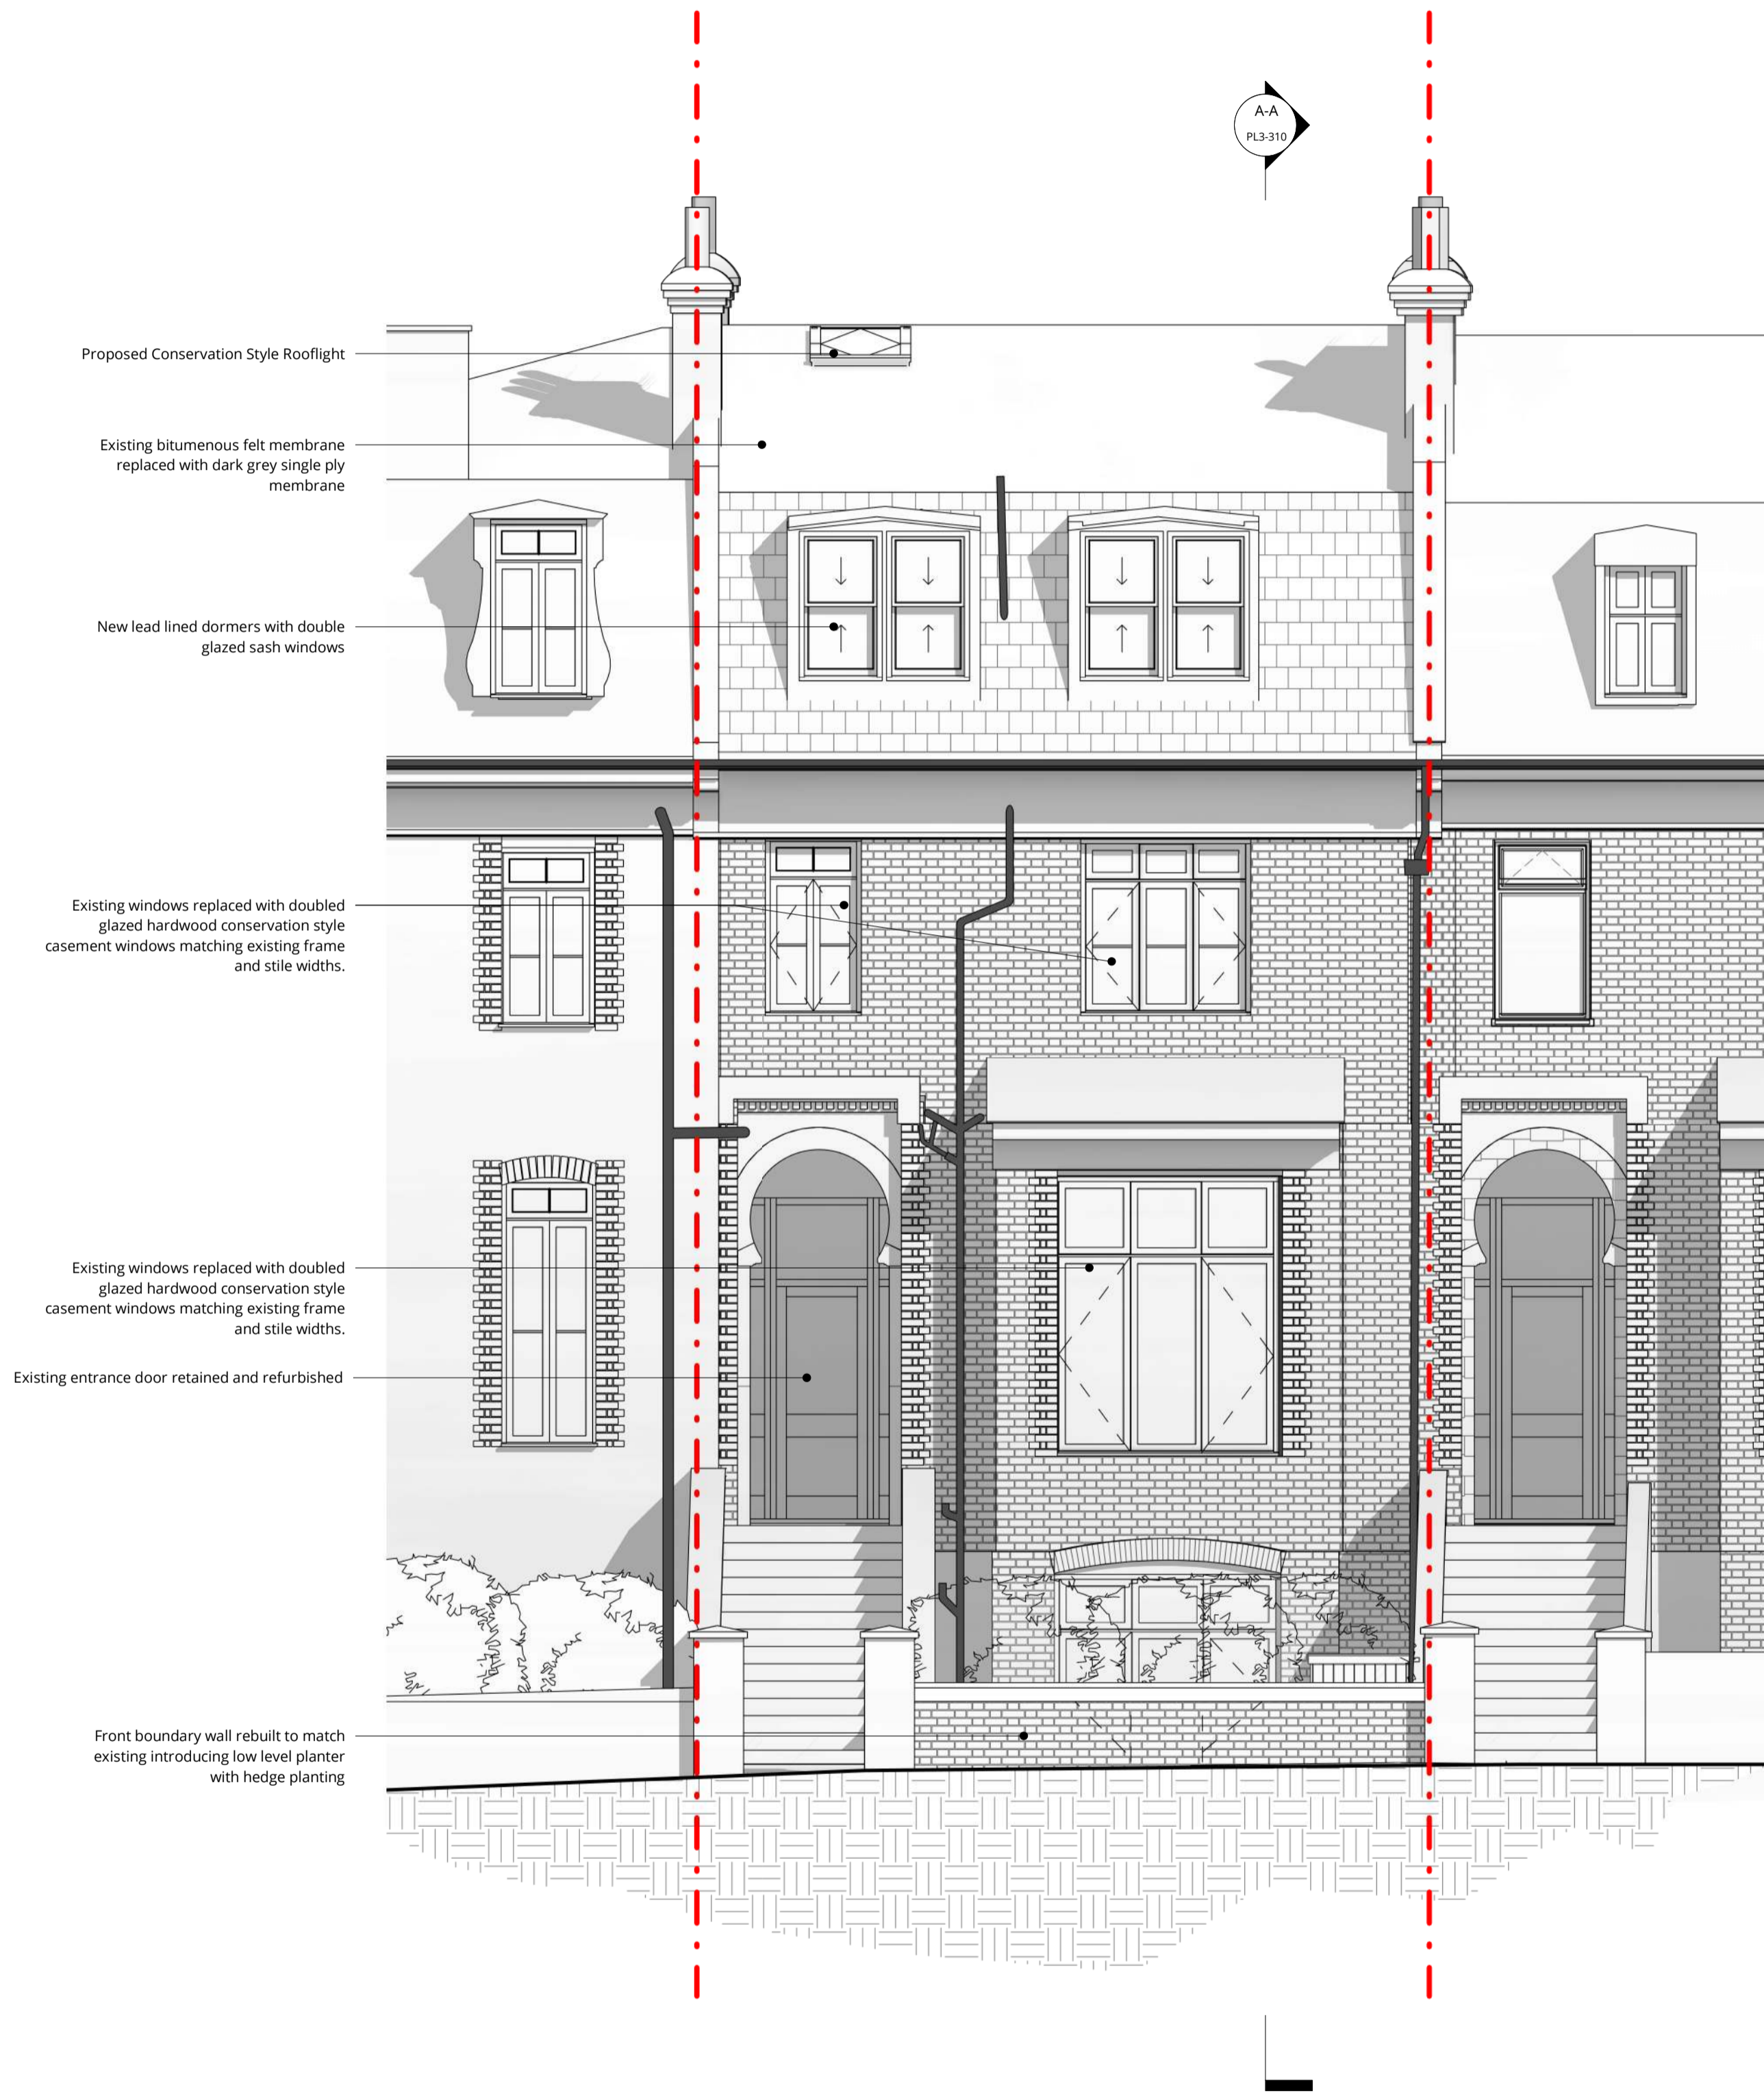 A-A
PL3-310
Proposed Conservation Style Rooflight
Existing bitumenous felt membrane
replaced with dark grey single ply
membrane
New lead lined dormers with double
glazed sash windows
Existing windows replaced with doubled
glazed hardwood conservation style
casement windows matching existing frame
and stile widths.
Existing windows replaced with doubled
glazed hardwood conservation style
casement windows matching existing frame
and stile widths.
Existing entrance door retained and refurbished
Front boundary wall rebuilt to match
existing introducing low level planter
with hedge planting